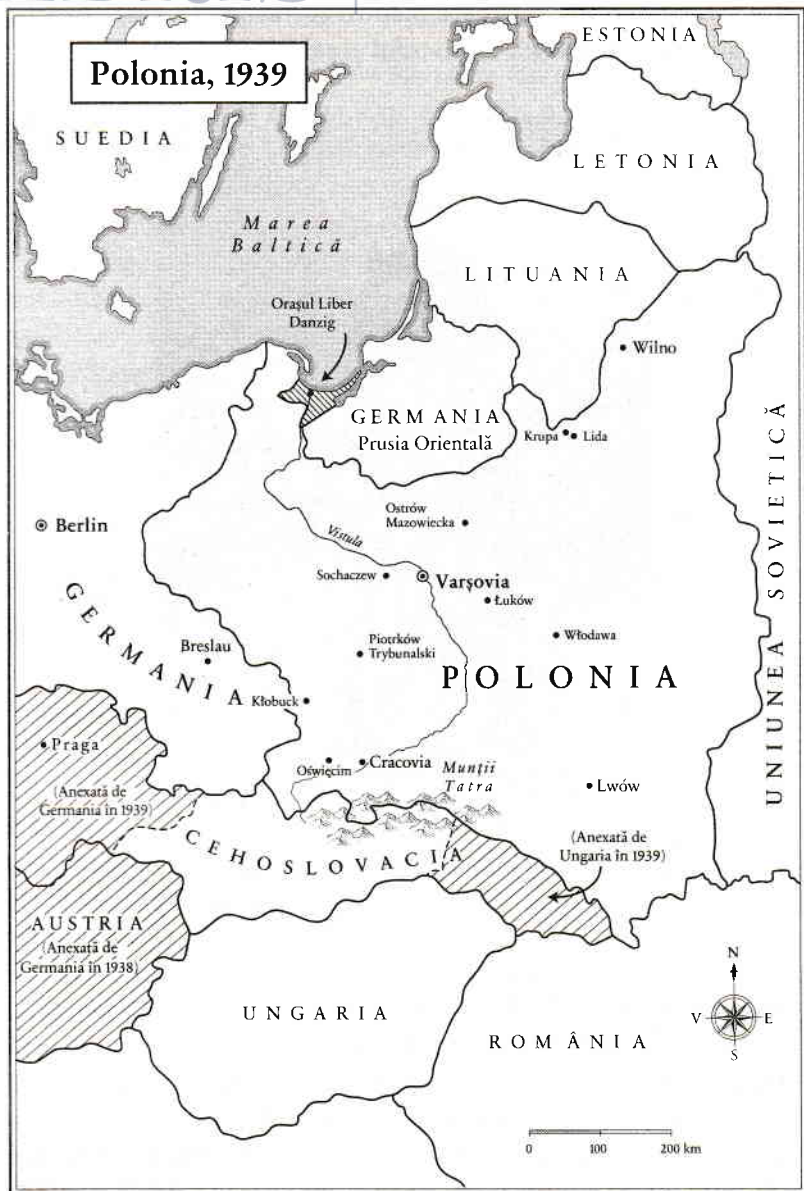 Polonia, 1939
ESTONIA
SUEDIA
LETONIA
Marea
Baltică
LITUANIA
Orașul Liber
Danzig
Wilno
GERMANIA
Prusia Orientală
Krupa
Lida
Ostrów
Mazowiecka
Berlin
Vistula
Sochaczew
Varșovia
Łuków
Włodawa
Piotrków
Trybunalski
Breslau
GERMANIA
POLONIA
UNIUNEA SOVIETICĂ
Kłobuck
Praga
Oświęcim
Cracovia
Munții
Tatra
Lwów
(Anexată de
Germania în 1939)
CEHOSLOVACIA
(Anexată de
Ungaria în 1939)
AUSTRIA
(Anexată de
Germania în 1938)
UNGARIA
ROMÂNIA
N
V E
S
0 100 200 km